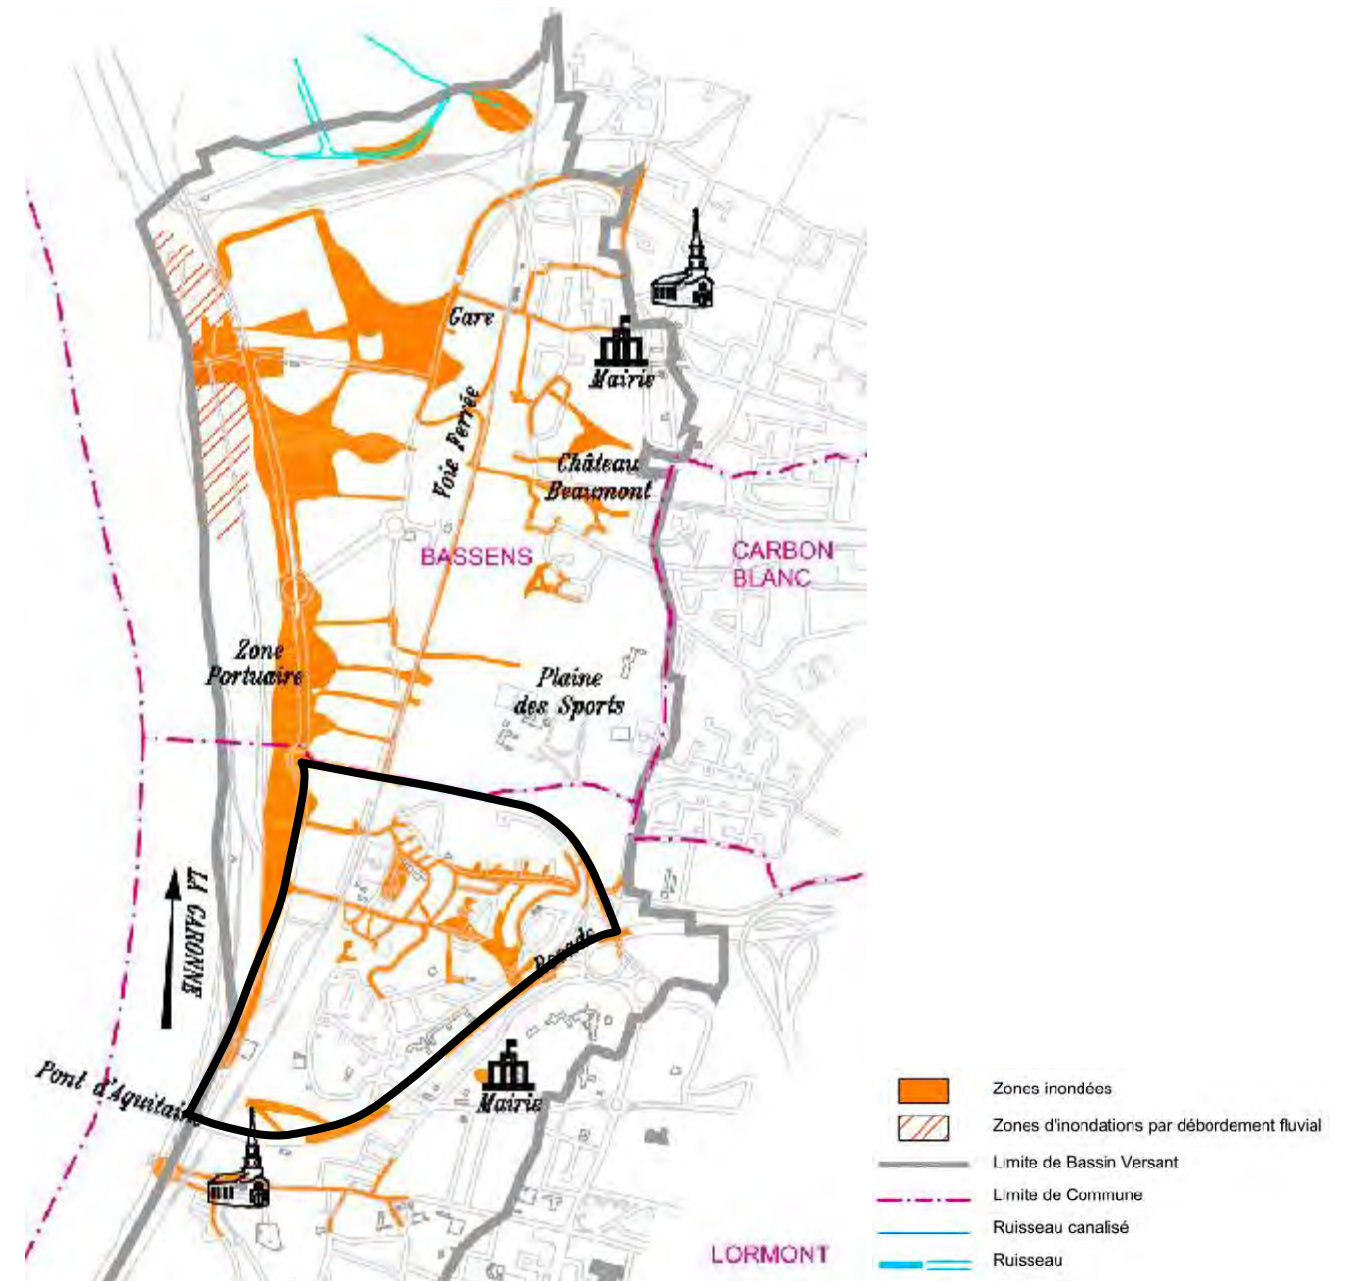 Gare
Mairie
Voie Ferrée
Château
Beaumont
BASSENS
CARBON
BLANC
Zone
Portuaire
Plaine
des Sports
LA GARONNE
Rocade
Pont d'Aquitaine
Mairie
LORMONT
Zones inondées
Zones d'inondations par débordement fluvial
Limite de Bassin Versant
Limite de Commune
Ruisseau canalisé
Ruisseau